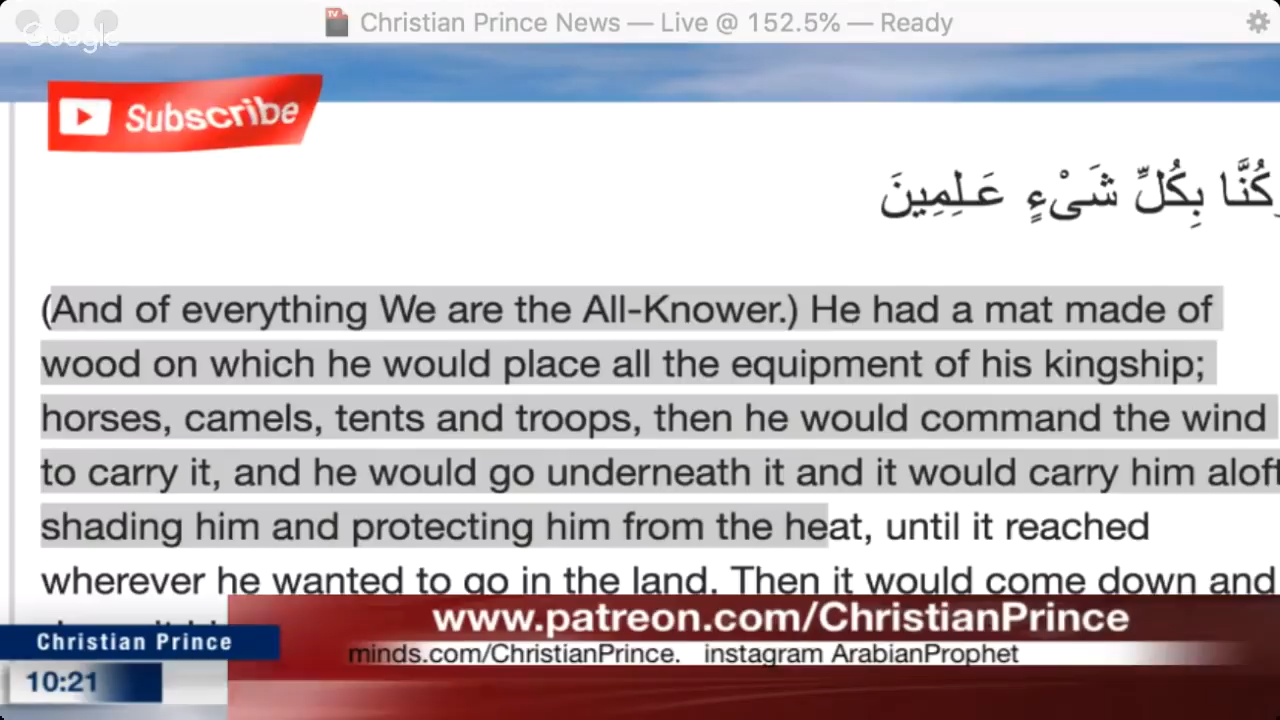 Christian Prince News — Live @ 152.5% — Ready
Google
Subscribe
كُنَّا بِكُلِّ شَىْءٍ عَـلِمِينَ
(And of everything We are the All-Knower.) He had a mat made of
wood on which he would place all the equipment of his kingship;
horses, camels, tents and troops, then he would command the wind
to carry it, and he would go underneath it and it would carry him aloft
shading him and protecting him from the heat, until it reached
wherever he wanted to go in the land. Then it would come down and
www.patreon.com/ChristianPrince
Christian Prince
minds.com/ChristianPrince. instagram ArabianProphet
10:21